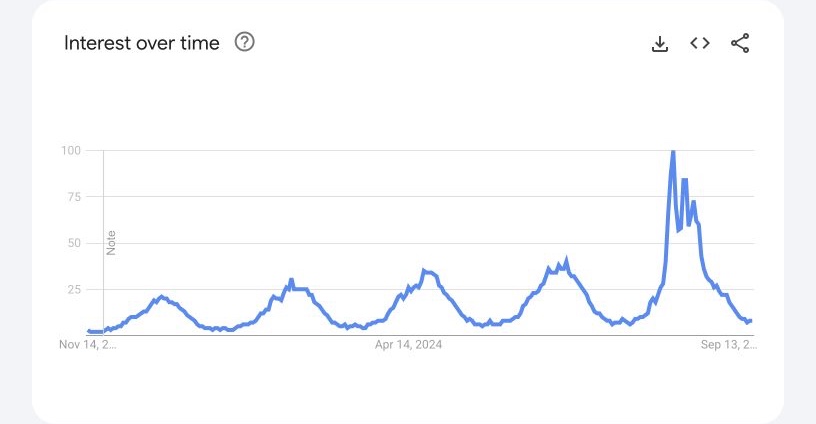 Interest over time
100
75
50
25
Note
Nov 14, 2...
Apr 14, 2024
Sep 13, 2...